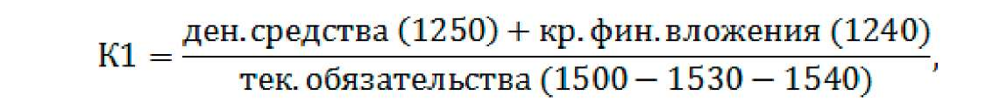 К1 = ден.средства (1250) + кр.фин.вложения (1240) / тек.обязательства (1500 − 1530 − 1540),